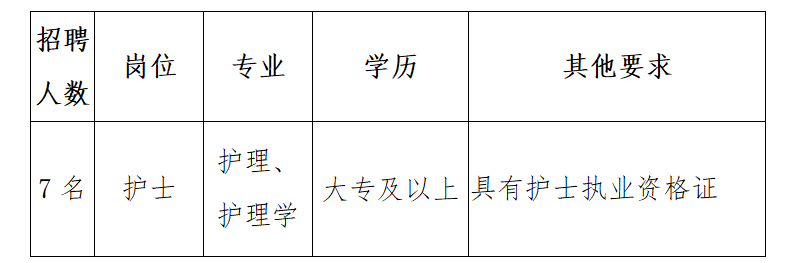 招聘
人数
岗位
专业
学历
其他要求
7名
护士
护理、
护理学
大专及以上
具有护士执业资格证